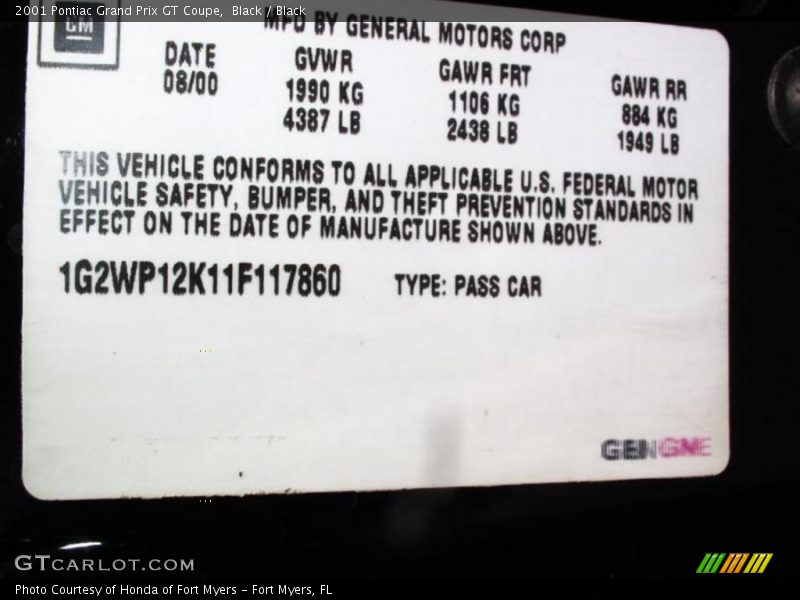 2001 Pontiac Grand Prix GT Coupe, Black / Black
GM
MFD BY GENERAL MOTORS CORP
DATE GVWR GAWR FRT GAWR RR
08/00 1990 KG 1106 KG 884 KG
4387 LB 2438 LB 1949 LB
THIS VEHICLE CONFORMS TO ALL APPLICABLE U.S. FEDERAL MOTOR
VEHICLE SAFETY, BUMPER, AND THEFT PREVENTION STANDARDS IN
EFFECT ON THE DATE OF MANUFACTURE SHOWN ABOVE.
1G2WP12K11F117860 TYPE: PASS CAR
GTCARLOT.COM
Photo Courtesy of Honda of Fort Myers - Fort Myers, FL